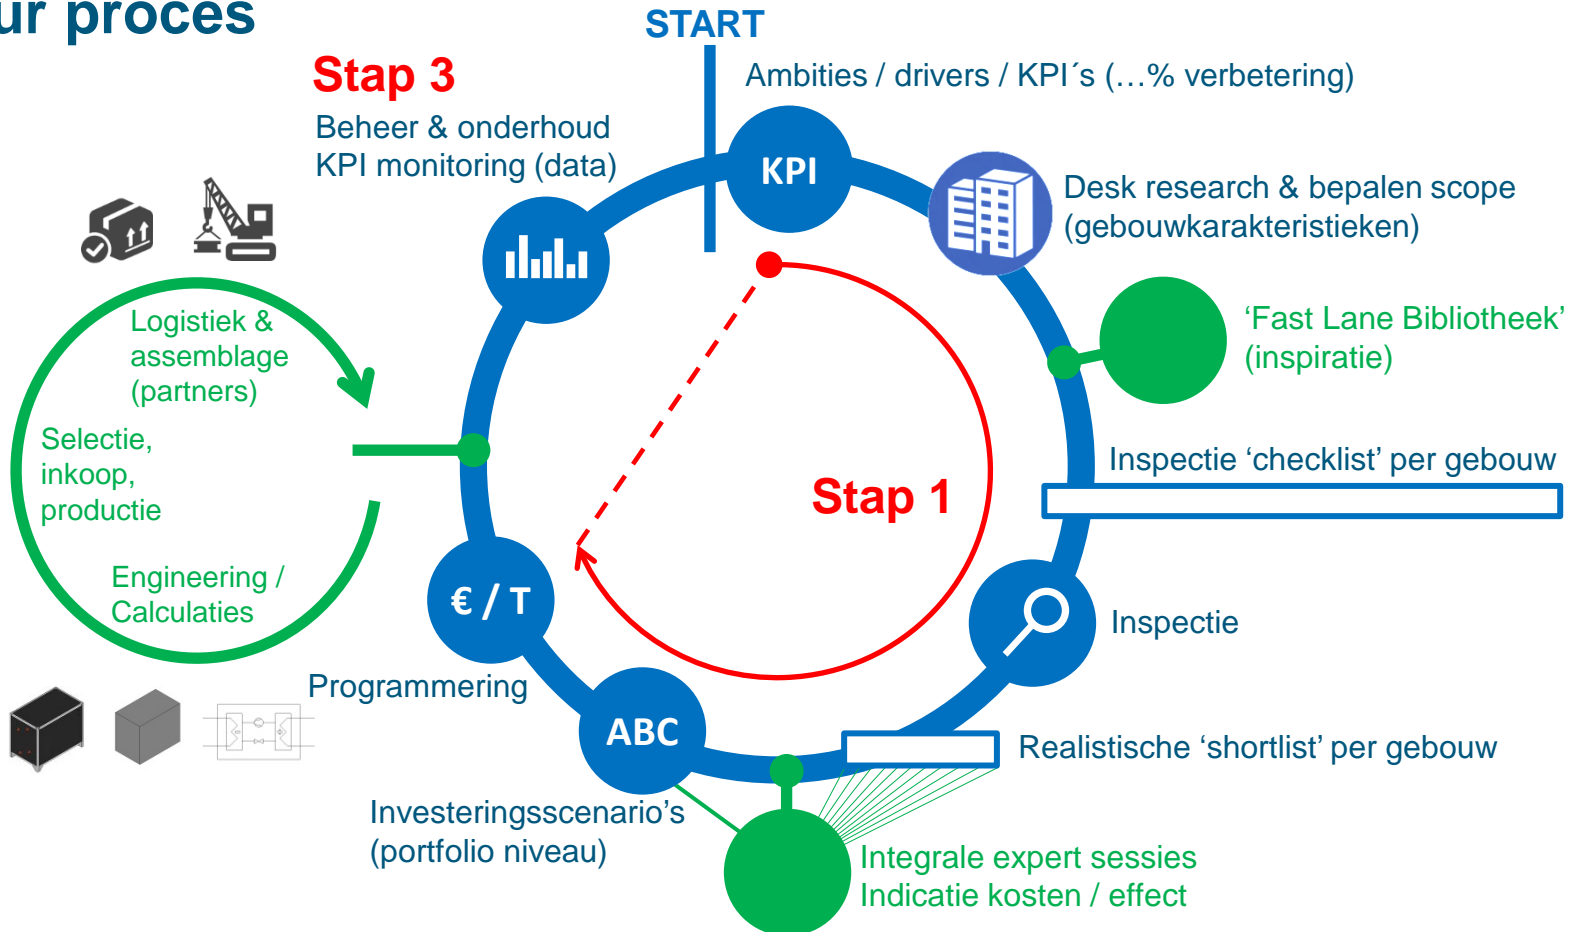 ur proces
START
Ambities / drivers / KPI´s (…% verbetering)
Stap 3
Beheer & onderhoud
KPI monitoring (data)
KPI
Desk research & bepalen scope
(gebouwkarakteristieken)
‘Fast Lane Bibliotheek’
(inspiratie)
Logistiek &
assemblage
(partners)
Selectie,
inkoop,
productie
Engineering /
Calculaties
Stap 1
Inspectie ‘checklist’ per gebouw
Inspectie
€ / T
Programmering
ABC
Realistische ‘shortlist’ per gebouw
Investeringsscenario’s
(portfolio niveau)
Integrale expert sessies
Indicatie kosten / effect